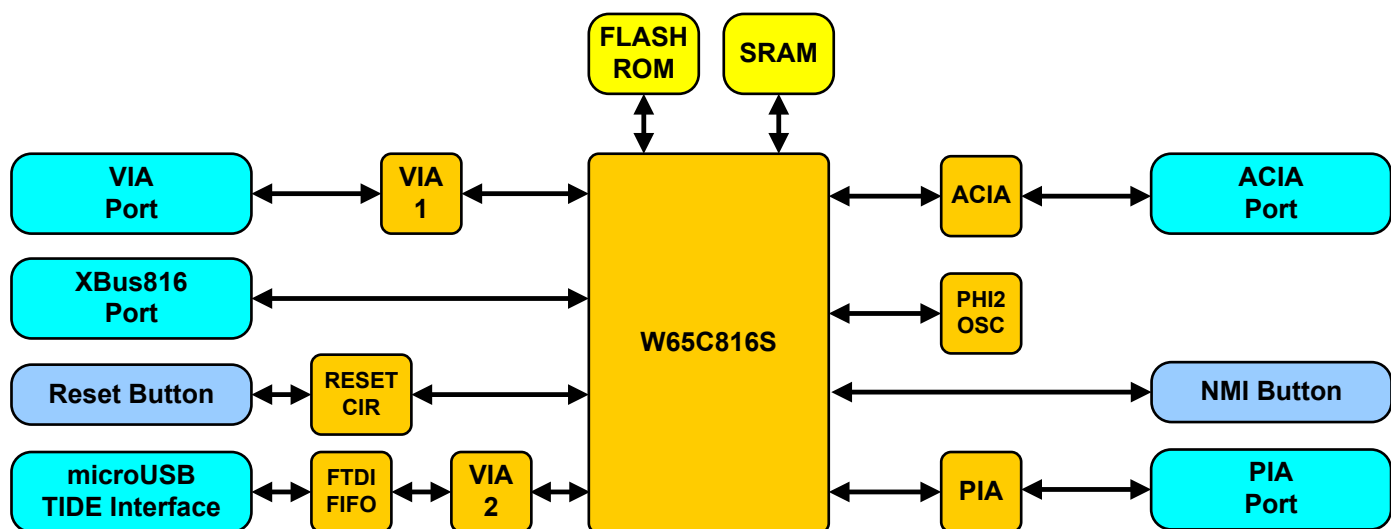 FLASH
ROM
SRAM
VIA
Port
VIA
1
ACIA
ACIA
Port
XBus816
Port
PHI2
OSC
W65C816S
Reset Button
RESET
CIR
NMI Button
microUSB
TIDE Interface
FTDI
FIFO
VIA
2
PIA
PIA
Port